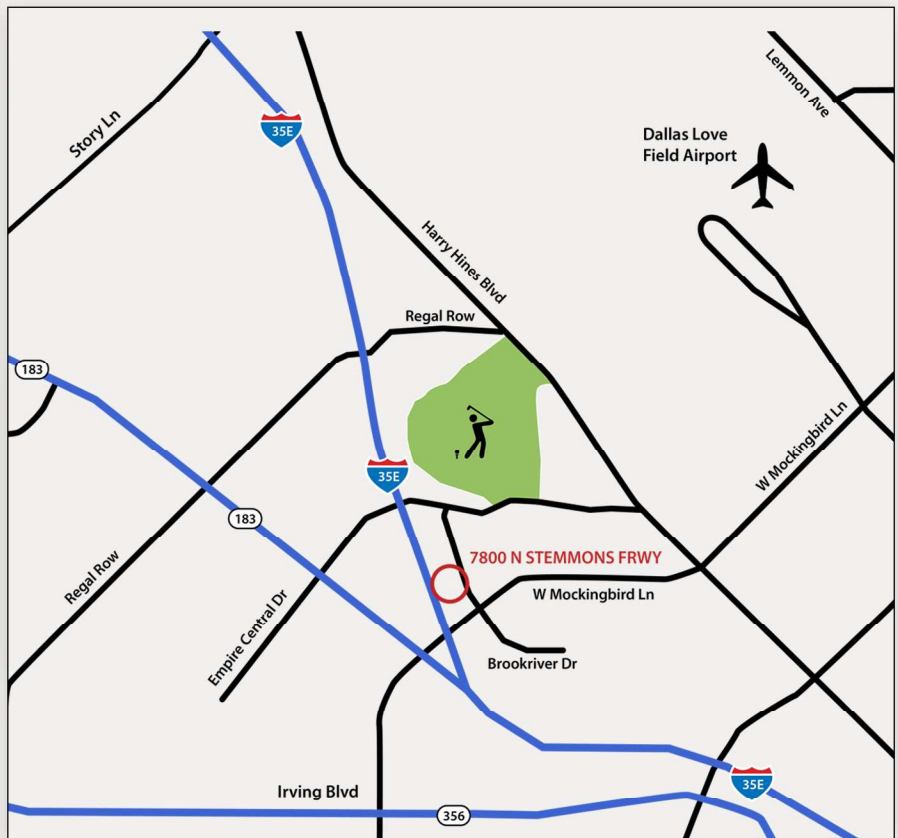 Lemmon Ave
Story Ln
35E
Dallas Love
Field Airport
Harry Hines Blvd
Regal Row
183
W Mockingbird Ln
35E
183
Regal Row
7800 N STEMMONS FRWY
W Mockingbird Ln
Empire Central Dr
Brookriver Dr
35E
Irving Blvd
356